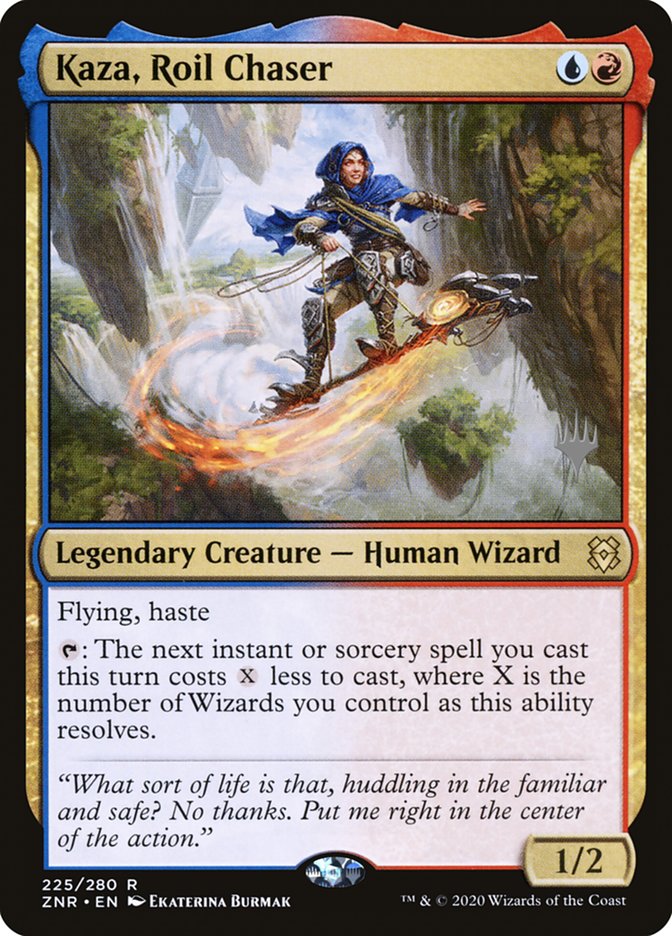 Kaza, Roil Chaser
Legendary Creature — Human Wizard
Flying, haste
: The next instant or sorcery spell you cast
this turn costs X less to cast, where X is the
number of Wizards you control as this ability
resolves.
“What sort of life is that, huddling in the familiar
and safe? No thanks. Put me right in the center
of the action.”
1/2
225/280 R
ZNR • EN Ekaterina Burmak
™ & © 2020 Wizards of the Coast